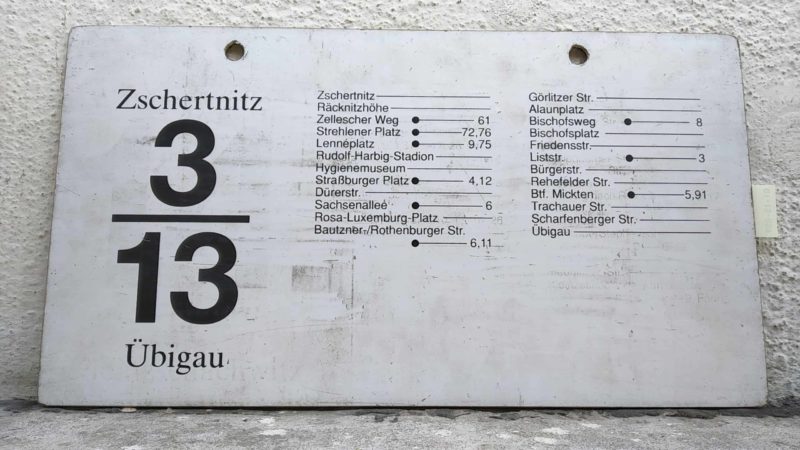 Zschertnitz
3
13
Übigau
Zschertnitz
Räcknitzhöhe
Zellescher Weg 61
Strehlener Platz 72,76
Lennéplatz 9,75
Rudolf-Harbig-Stadion
Hygienemuseum
Straßburger Platz 4,12
Dürerstr.
Sachsenalleé 6
Rosa-Luxemburg-Platz
Bautzner-/Rothenburger Str.
6,11
Görlitzer Str.
Alaunplatz
Bischofsweg 8
Bischofsplatz
Friedensstr.
Liststr. 3
Bürgerstr.
Rehefelder Str.
Btf. Mickten 5,91
Trachauer Str.
Scharfenberger Str.
Übigau